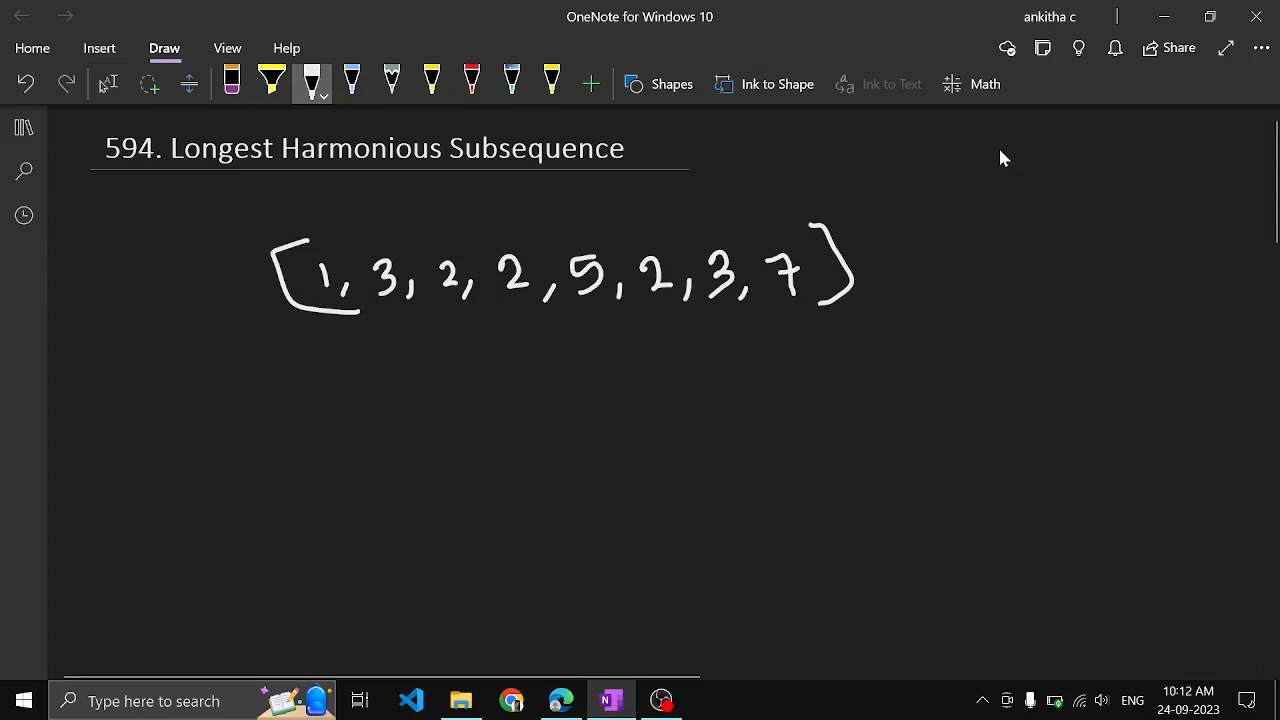 OneNote for Windows 10
ankitha c
Home Insert Draw View Help
Share
Shapes Ink to Shape Ink to Text Math
594. Longest Harmonious Subsequence
[1, 3, 2, 2, 5, 2, 3, 7]
Type here to search
ENG
10:12 AM
24-09-2023